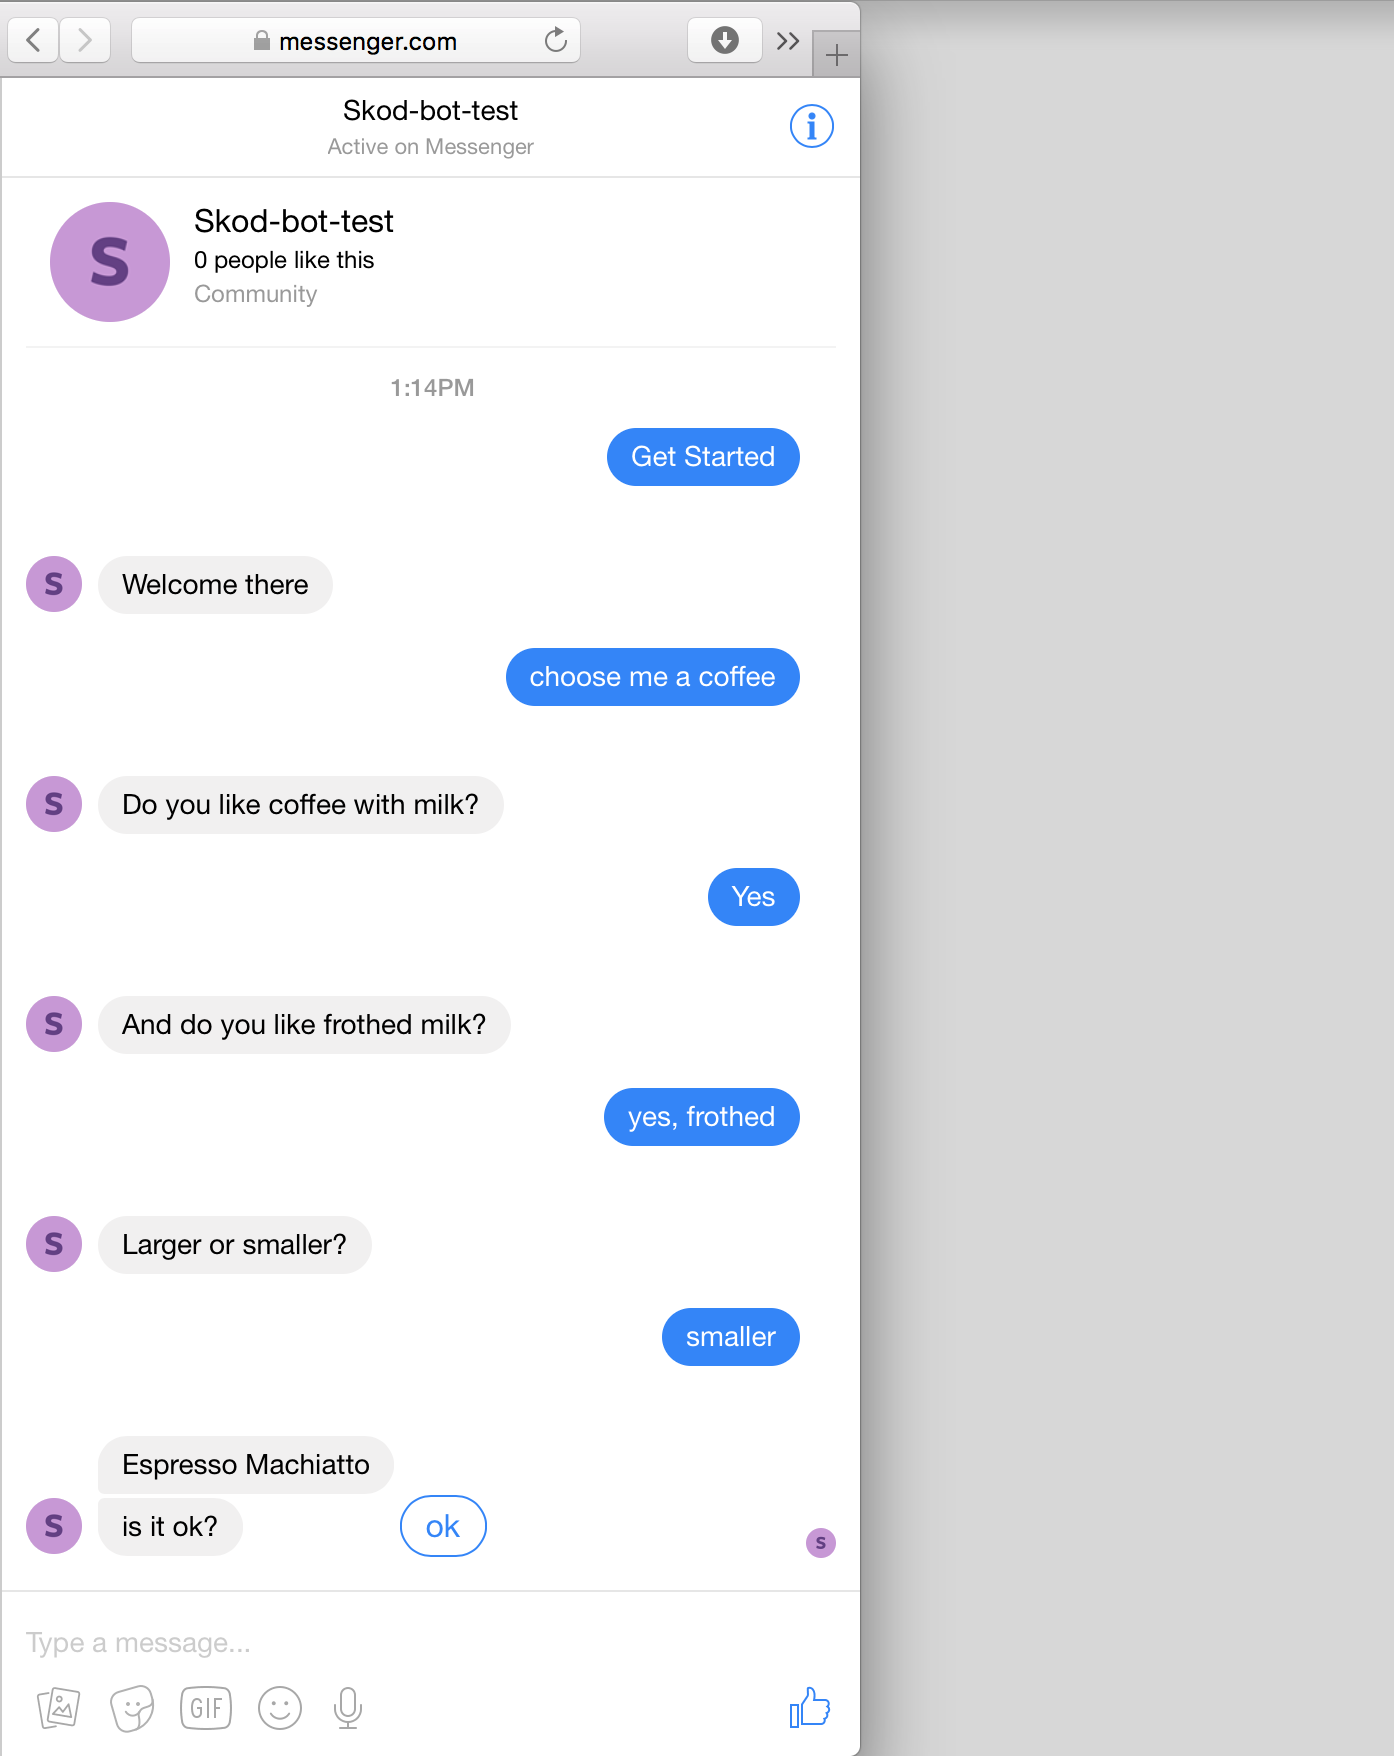 messenger.com
Skod-bot-test
Active on Messenger
S
Skod-bot-test
0 people like this
Community
1:14PM
Get Started
S
Welcome there
choose me a coffee
S
Do you like coffee with milk?
Yes
S
And do you like frothed milk?
yes, frothed
S
Larger or smaller?
smaller
Espresso Machiatto
S
is it ok?
ok
S
Type a message...
GIF